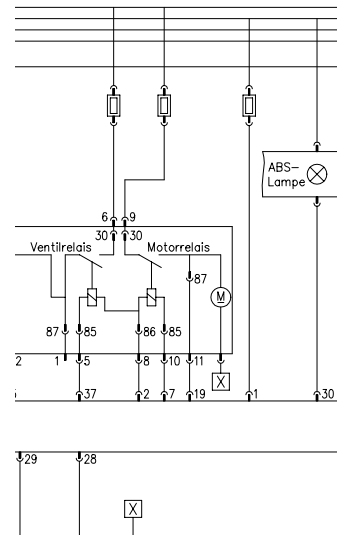 ABS-
Lampe
6 9
30 30
Ventilrelais Motorrelais
87
M
87 85 86 85
2 1 5 8 10 11
X
37 2 7 19 1 30
29 28
X